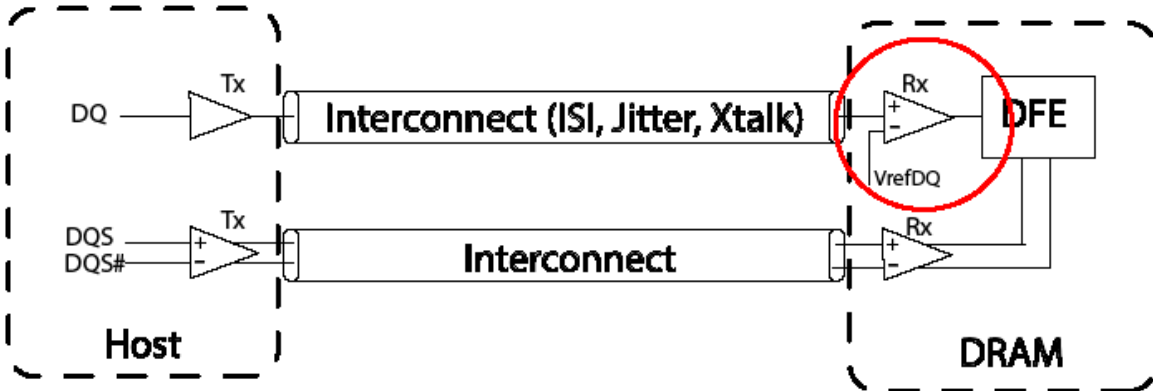 Tx
Rx
DQ
Interconnect (ISI, Jitter, Xtalk)
+
−
DFE
VrefDQ
Tx
Rx
DQS
DQS#
+
−
Interconnect
+
−
Host
DRAM